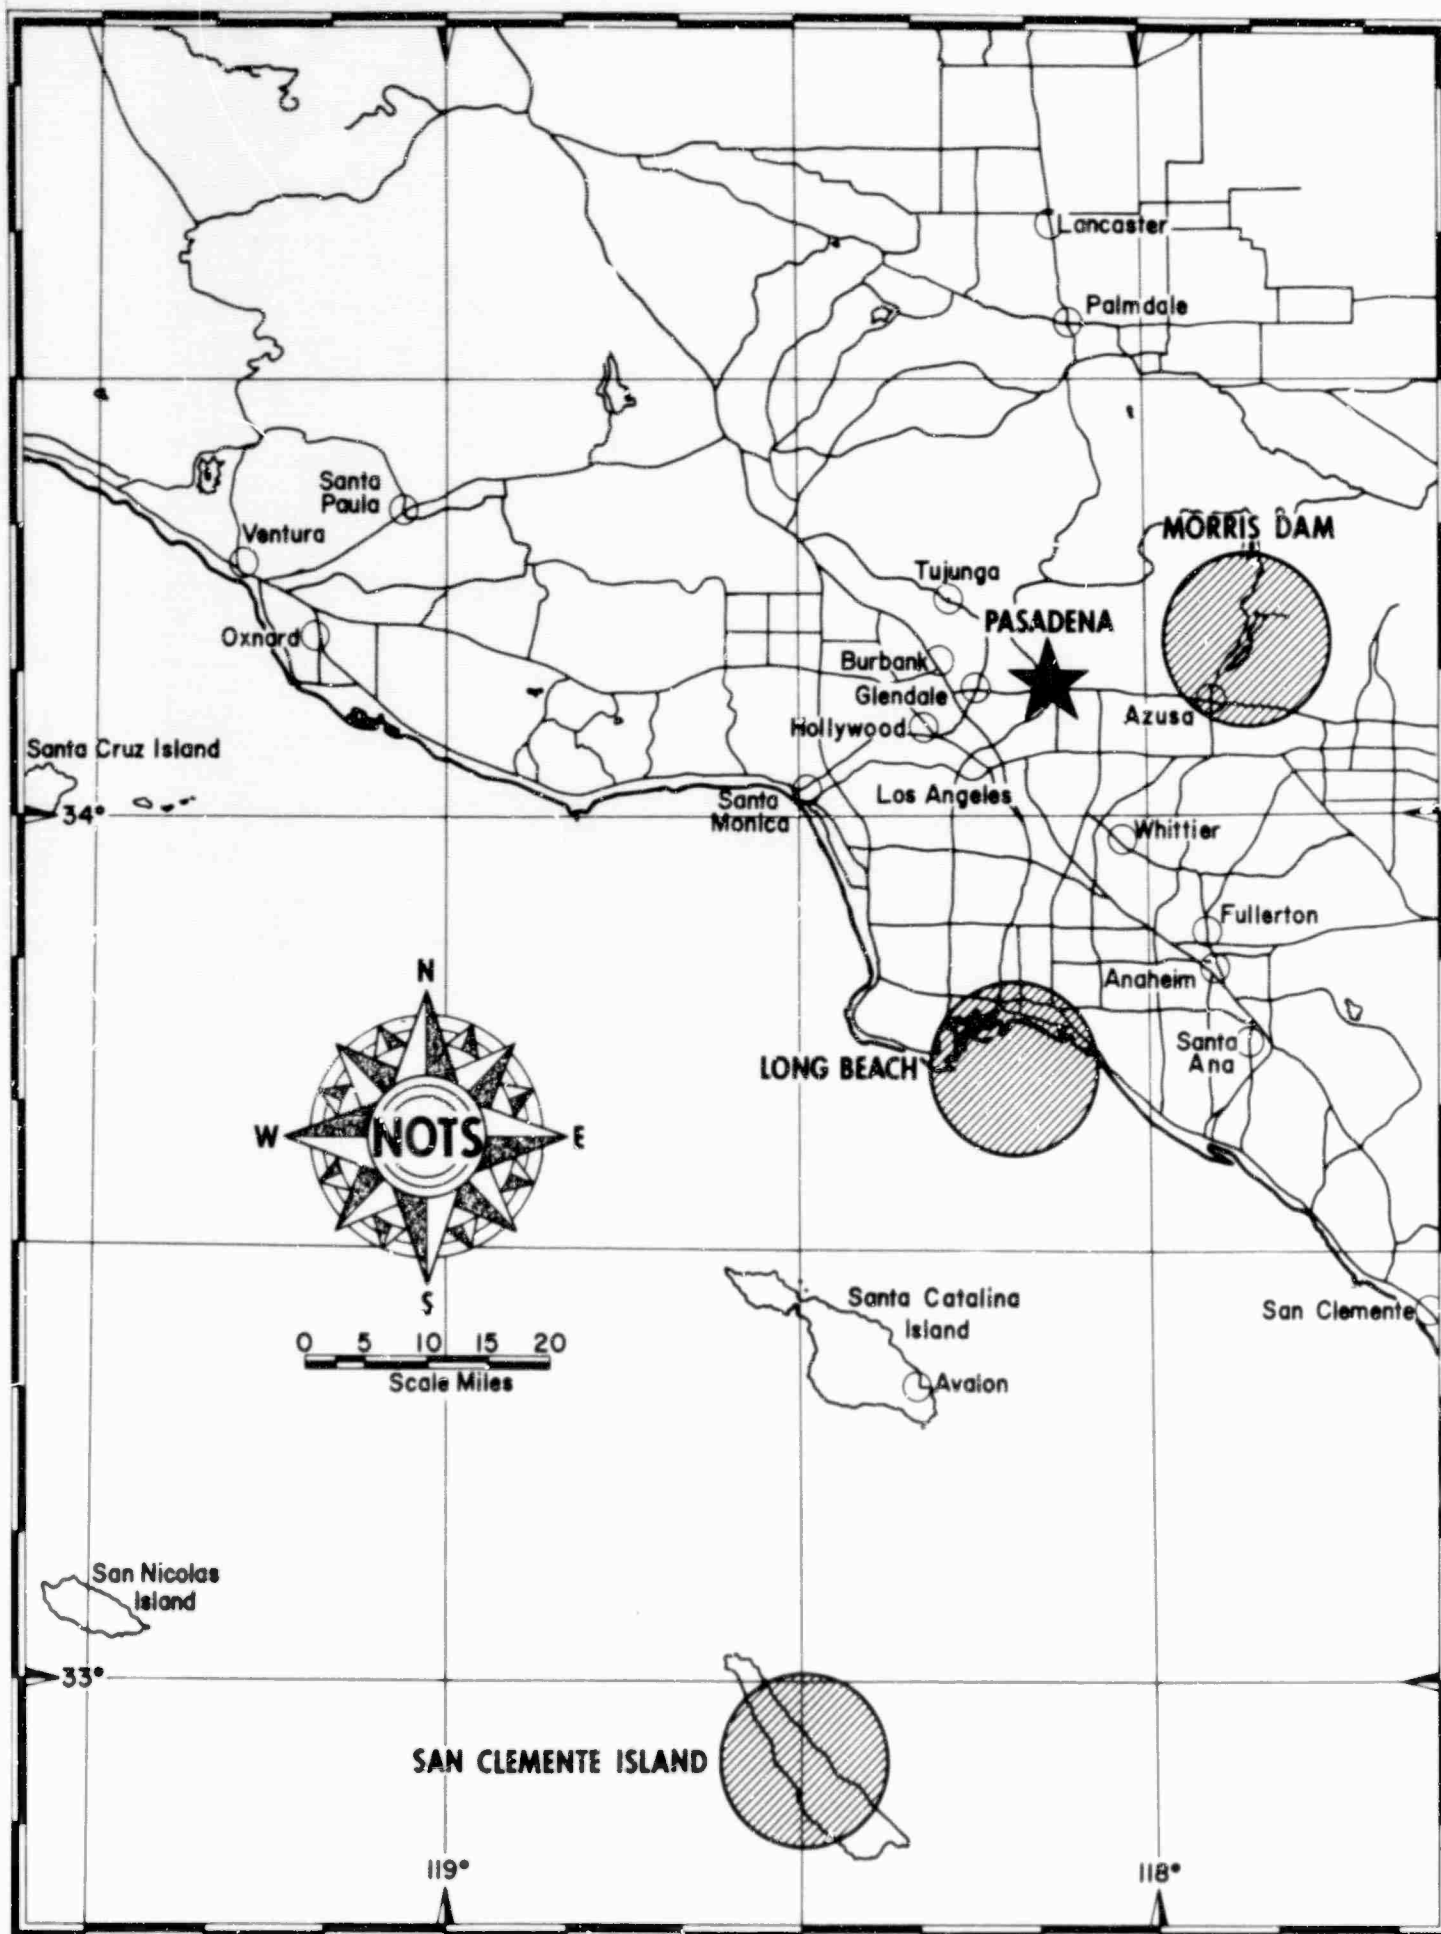 Lancaster
Palmdale
Santa
Paula
Ventura
MORRIS DAM
Tujunga
PASADENA
Oxnard
Burbank
Glendale
Azusa
Hollywood
Santa Cruz Island
Los Angeles
Santa
Monica
34°
Whittier
Fullerton
N
Anaheim
Santa
Ana
LONG BEACH
W
NOTS
E
S
Santa Catalina
Island
San Clemente
0 5 10 15 20
Scale Miles
Avalon
San Nicolas
Island
33°
SAN CLEMENTE ISLAND
119°
118°